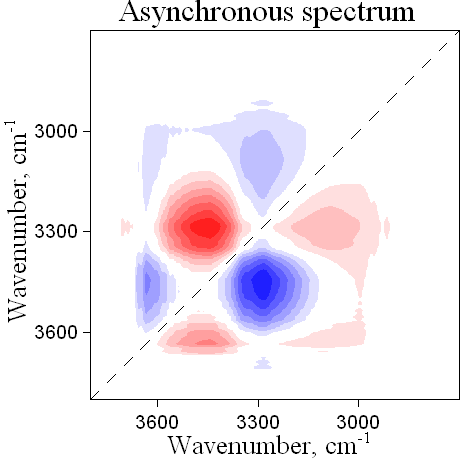 Asynchronous spectrum
Wavenumber, cm-1
3000
3300
3600
3600 3300 3000
Wavenumber, cm-1